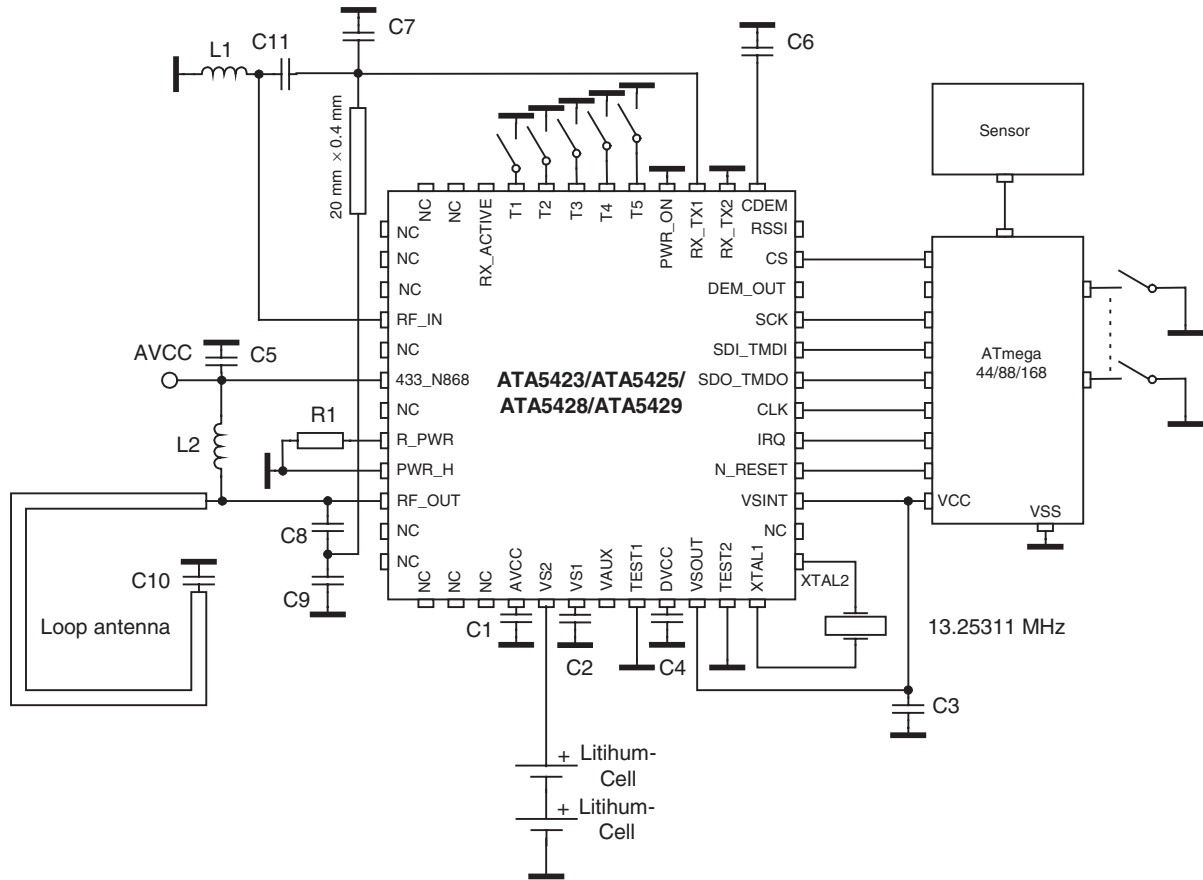 C7
C11
L1
C6
20 mm × 0.4 mm
Sensor
NC
NC
RX_ACTIVE
T1
T2
T3
T4
T5
PWR_ON
RX_TX1
RX_TX2
CDEM
NC
NC
NC
RF_IN
NC
433_N868
NC
R_PWR
PWR_H
RF_OUT
NC
NC
RSSI
CS
DEM_OUT
SCK
SDI_TMDI
SDO_TMDO
CLK
IRQ
N_RESET
VSINT
NC
XTAL2
ATA5423/ATA5425/
ATA5428/ATA5429
ATmega
44/88/168
VCC
VSS
AVCC
C5
L2
R1
C8
C9
C10
Loop antenna
NC
NC
NC
AVCC
VS2
VS1
VAUX
TEST1
DVCC
VSOUT
TEST2
XTAL1
C1
C2
C4
13.25311 MHz
C3
+ Litihum-
Cell
+ Litihum-
Cell